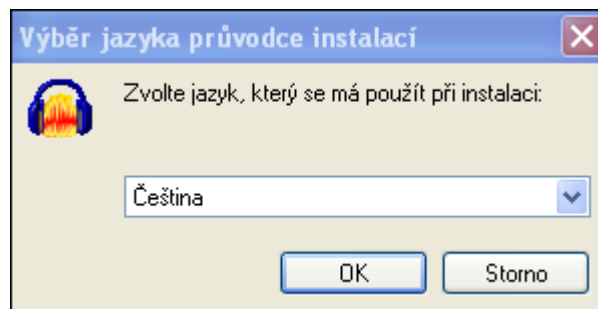 Výběr jazyka průvodce instalací
Zvolte jazyk, který se má použít při instalaci:
Čeština
OK
Storno